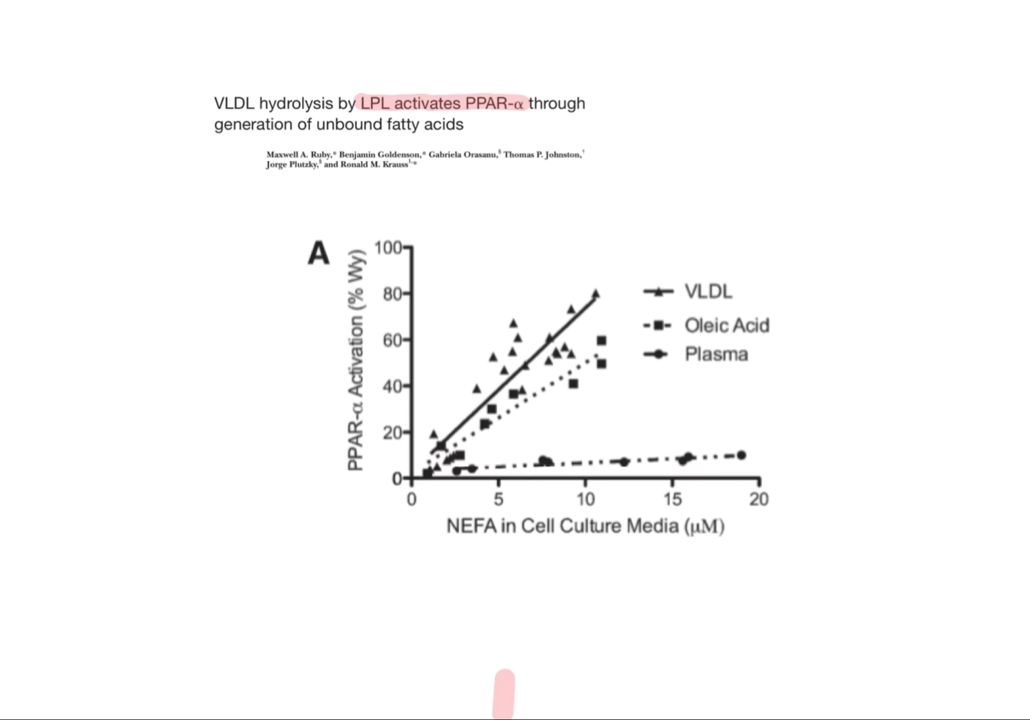 VLDL hydrolysis by LPL activates PPAR-α through
generation of unbound fatty acids
Maxwell A. Ruby,* Benjamin Goldenson,* Gabriela Orasanu,§ Thomas P. Johnston,†
Jorge Plutzky,§ and Ronald M. Krauss
A
PPAR-α Activation (% Wy)
100
80
60
40
20
0
0 5 10 15 20
NEFA in Cell Culture Media (μM)
VLDL
Oleic Acid
Plasma